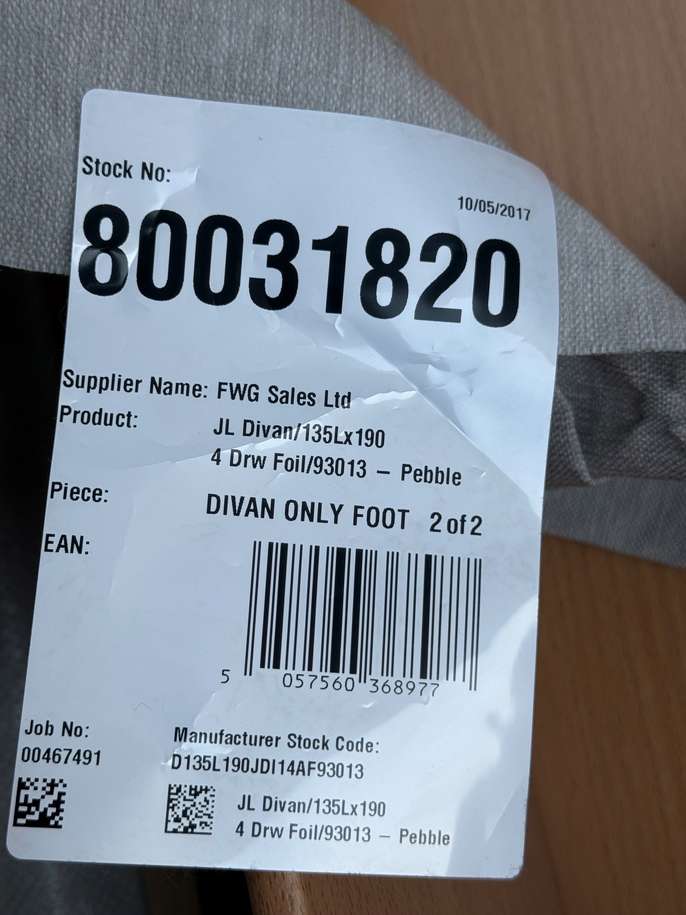 Stock No:
10/05/2017
80031820
Supplier Name: FWG Sales Ltd
Product: JL Divan/135Lx190
4 Drw Foil/93013 – Pebble
Piece: DIVAN ONLY FOOT 2 of 2
EAN:
5 057560 368977
Job No:
00467491
Manufacturer Stock Code:
D135L190JDI14AF93013
JL Divan/135Lx190
4 Drw Foil/93013 – Pebble